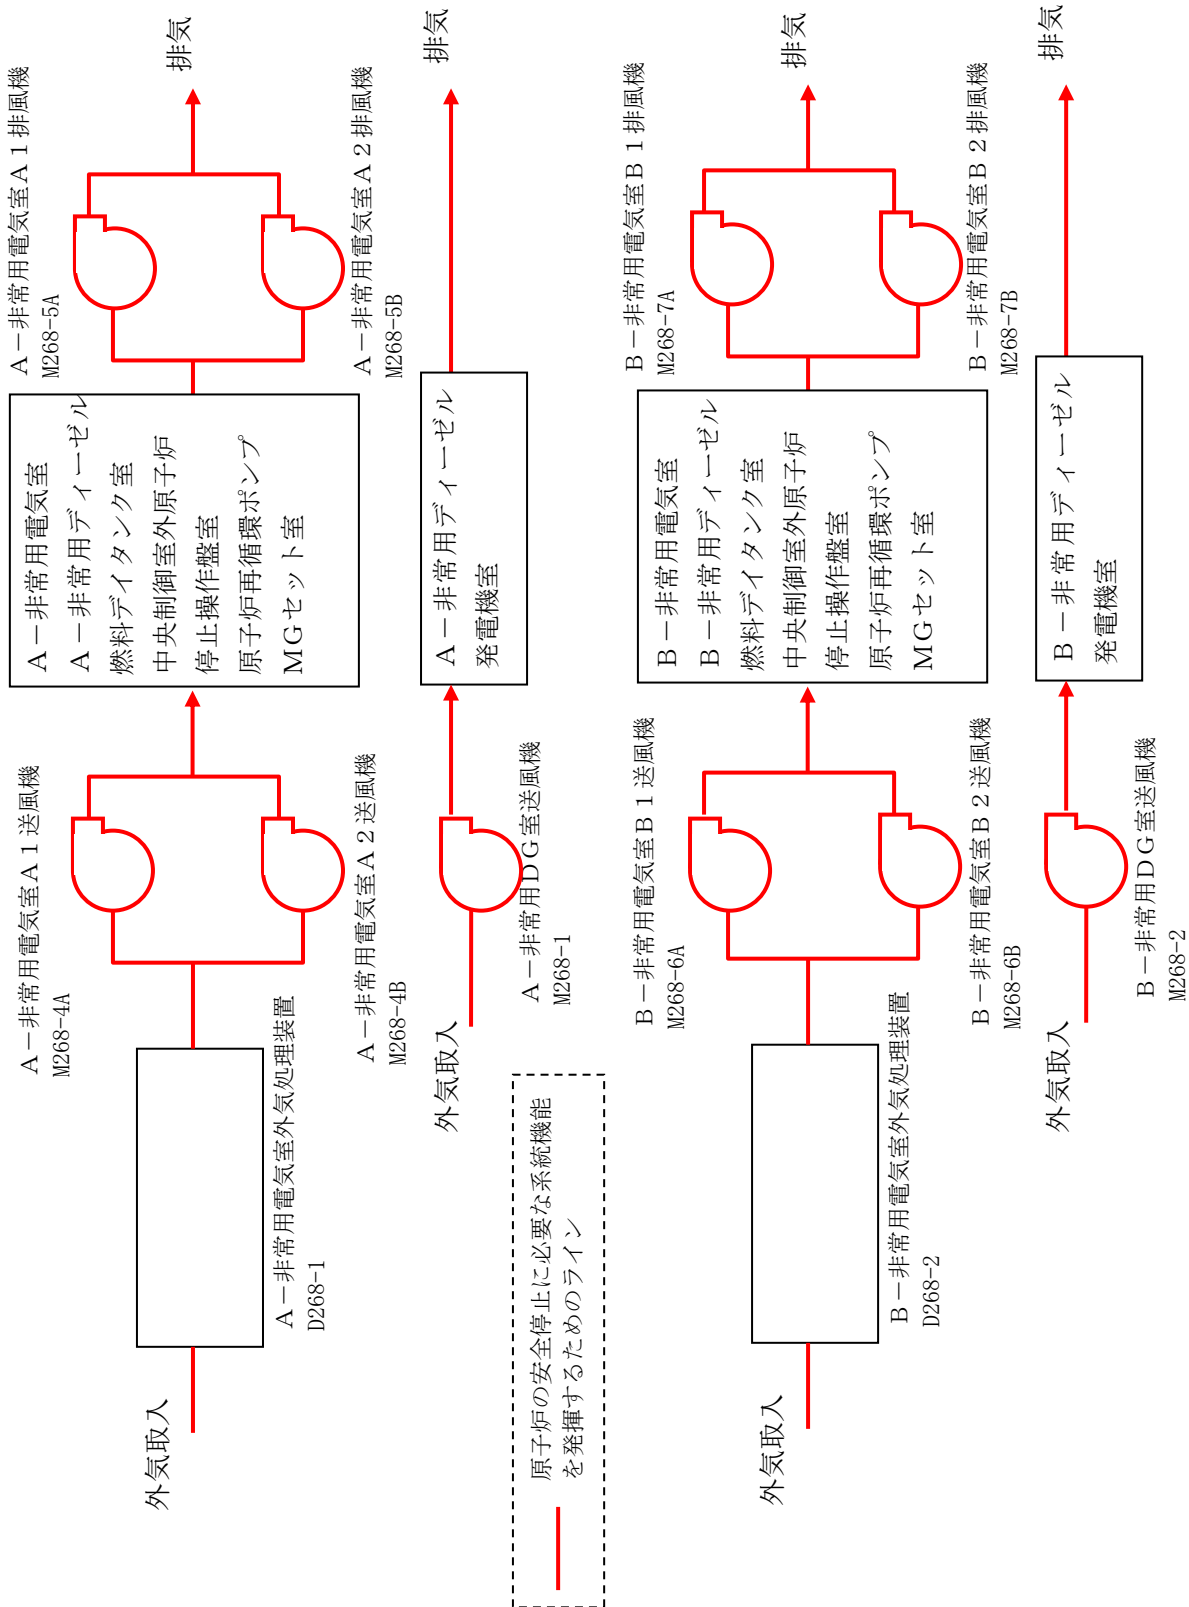 外気取入
A－非常用電気室外気処理装置
D268-1
A－非常用電気室A１送風機
M268-4A
A－非常用電気室A２送風機
M268-4B
A－非常用電気室
A－非常用ディーゼル
燃料デイタンク室
中央制御室外原子炉
停止操作盤室
原子炉再循環ポンプ
MGセット室
A－非常用電気室A１排風機
M268-5A
A－非常用電気室A２排風機
M268-5B
排気
外気取入
A－非常用DG室送風機
M268-1
A－非常用ディーゼル
発電機室
排気
原子炉の安全停止に必要な系統機能
を発揮するためのライン
外気取入
B－非常用電気室外気処理装置
D268-2
B－非常用電気室B１送風機
M268-6A
B－非常用電気室B２送風機
M268-6B
B－非常用電気室
B－非常用ディーゼル
燃料デイタンク室
中央制御室外原子炉
停止操作盤室
原子炉再循環ポンプ
MGセット室
B－非常用電気室B１排風機
M268-7A
B－非常用電気室B２排風機
M268-7B
排気
外気取入
B－非常用DG室送風機
M268-2
B－非常用ディーゼル
発電機室
排気